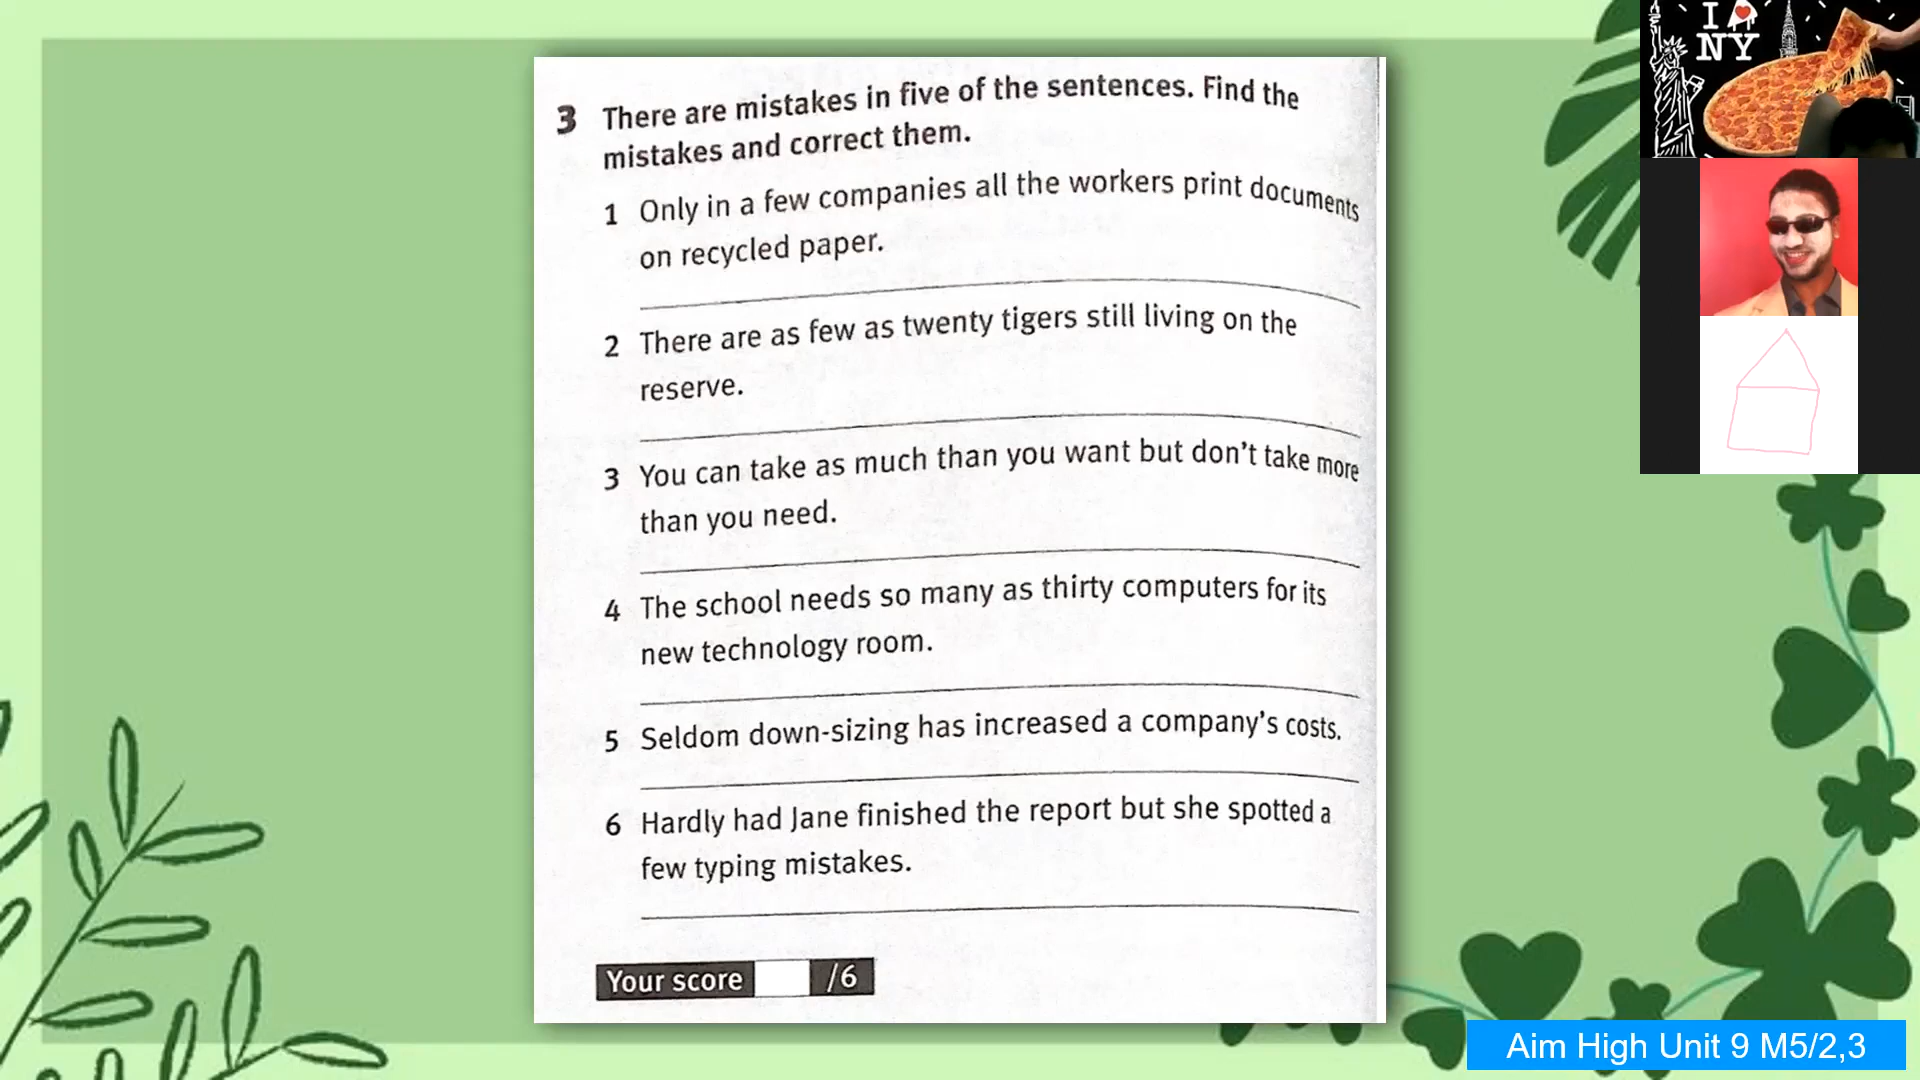 I
NY
3 There are mistakes in five of the sentences. Find the
mistakes and correct them.
1 Only in a few companies all the workers print documents
on recycled paper.
2 There are as few as twenty tigers still living on the
reserve.
3 You can take as much than you want but don't take more
than you need.
4 The school needs so many as thirty computers for its
new technology room.
5 Seldom down-sizing has increased a company's costs.
6 Hardly had Jane finished the report but she spotted a
few typing mistakes.
Your score /6
Aim High Unit 9 M5/2,3